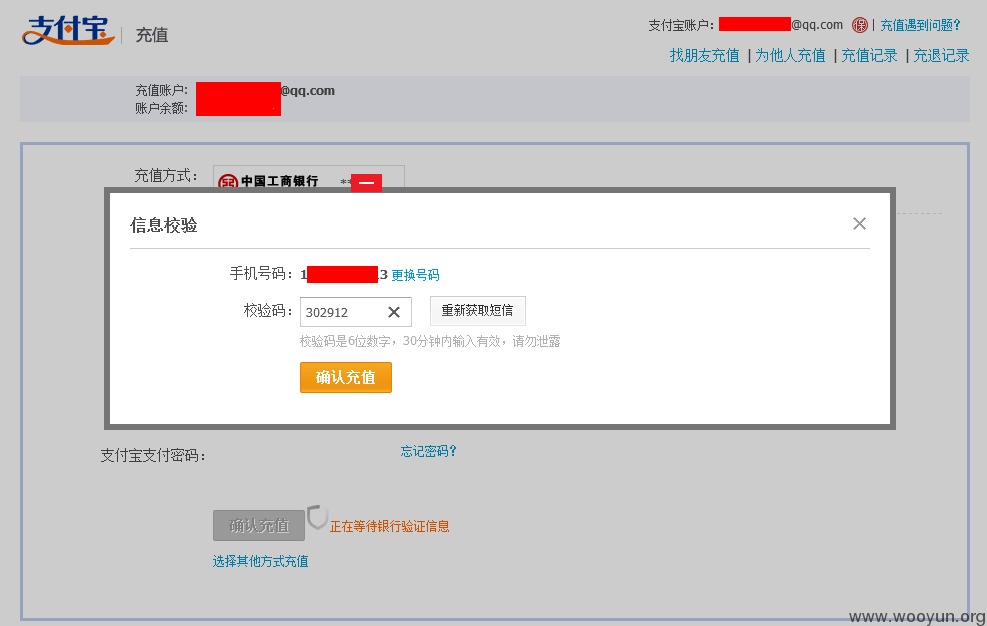 支付宝 充值
支付宝账户: @qq.com 保 | 充值遇到问题?
找朋友充值 | 为他人充值 | 充值记录 | 充退记录
充值账户: @qq.com
账户余额:
充值方式: 中国工商银行 **
信息校验
手机号码: 1 3 更换号码
校验码: 302912 重新获取短信
校验码是6位数字，30分钟内输入有效，请勿泄露
确认充值
支付宝支付密码: 忘记密码?
确认充值 正在等待银行验证信息
选择其他方式充值
www.wooyun.org